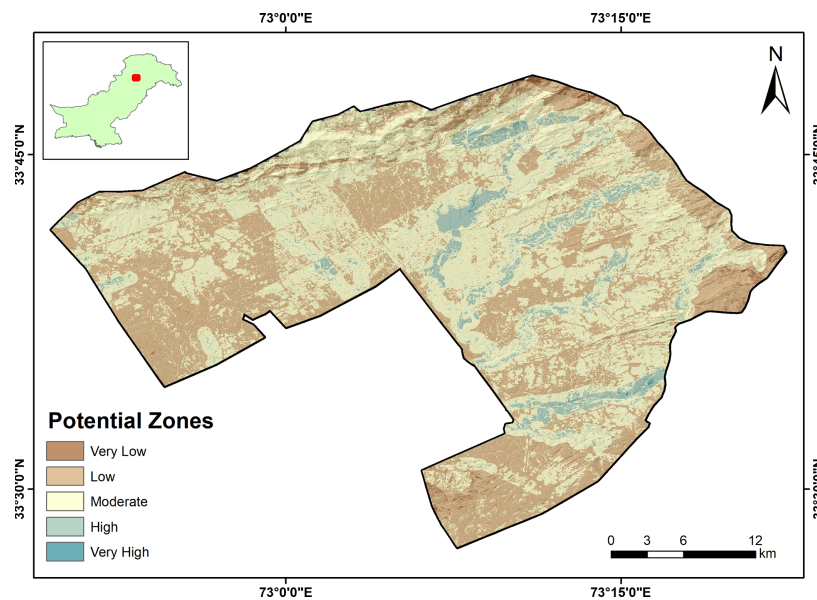 73°0'0"E 73°15'0"E
N
33°45'0"N
Potential Zones
Very Low
Low
Moderate
High
Very High
33°30'0"N
0 3 6 12
km
73°0'0"E 73°15'0"E